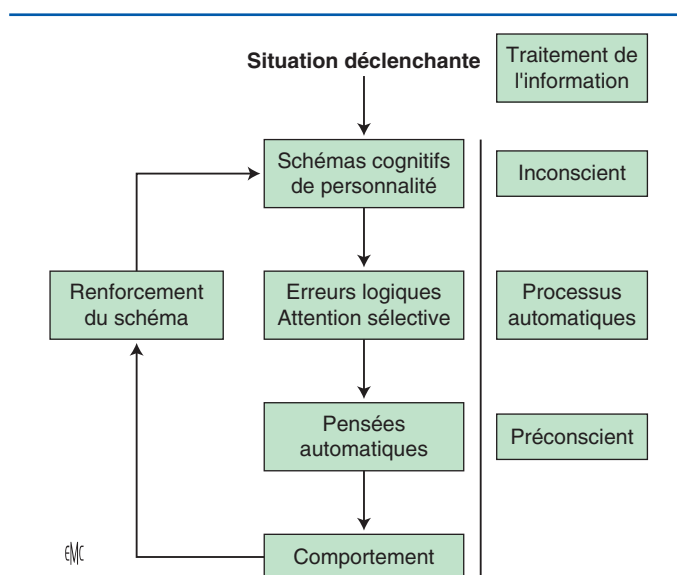 Situation déclenchante
Traitement de
l'information
Schémas cognitifs
de personnalité
Inconscient
Renforcement
du schéma
Erreurs logiques
Attention sélective
Processus
automatiques
Pensées
automatiques
Préconscient
EMC
Comportement